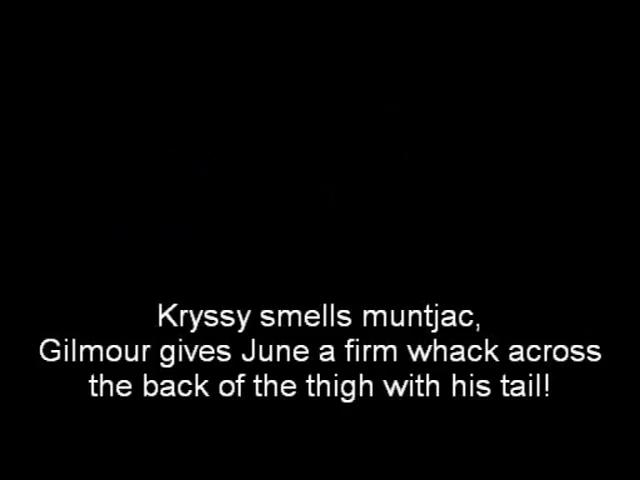 Kryssy smells muntjac,
Gilmour gives June a firm whack across
the back of the thigh with his tail!